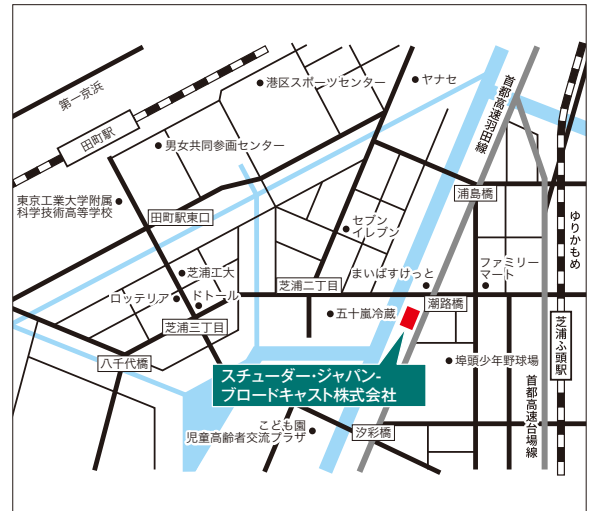 第一京浜
田町駅
港区スポーツセンター
ヤナセ
首都高速羽田線
男女共同参画センター
東京工業大学附属
科学技術高等学校
田町駅東口
浦島橋
ゆりかもめ
セブン
イレブン
芝浦工大
芝浦二丁目
まいばすけっと
ファミリー
マート
ロッテリア
ドトール
潮路橋
芝浦三丁目
五十嵐冷蔵
芝浦ふ頭駅
八千代橋
埠頭少年野球場
スチューダー・ジャパン-
ブロードキャスト株式会社
首都高速台場線
こども園
児童高齢者交流プラザ
汐彩橋